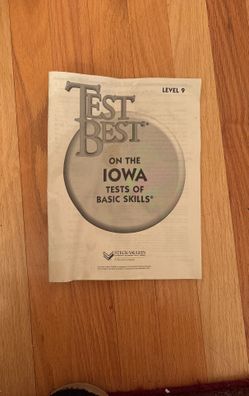 LEVEL 9
TEST
BEST
ON THE
IOWA
TESTS OF
BASIC SKILLS®
STECK-VAUGHN